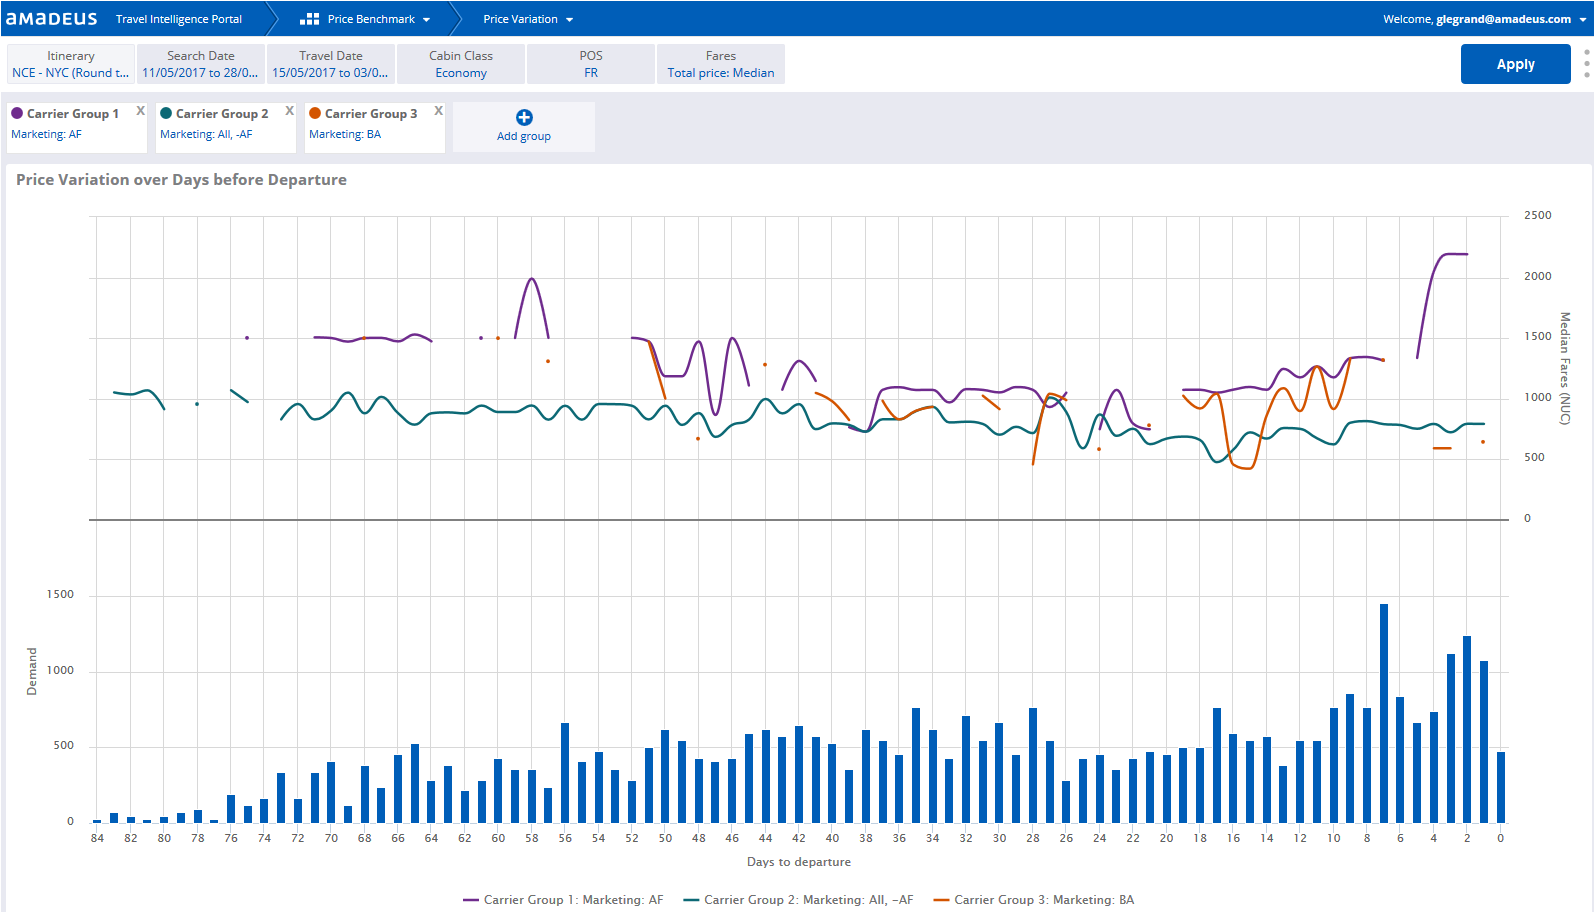 amadeus Travel Intelligence Portal Price Benchmark Price Variation Welcome, glegrand@amadeus.com
Itinerary Search Date Travel Date Cabin Class POS Fares
NCE - NYC (Round t... 11/05/2017 to 28/0... 15/05/2017 to 03/0... Economy FR Total price: Median
Apply
Carrier Group 1 X Carrier Group 2 X Carrier Group 3 X
Marketing: AF Marketing: All, -AF Marketing: BA Add group
Price Variation over Days before Departure
2500
2000
1500
1000
500
0
Median Fares (NUC)
1500
1000
500
0
Demand
84 82 80 78 76 74 72 70 68 66 64 62 60 58 56 54 52 50 48 46 44 42 40 38 36 34 32 30 28 26 24 22 20 18 16 14 12 10 8 6 4 2 0
Days to departure
Carrier Group 1: Marketing: AF Carrier Group 2: Marketing: All, -AF Carrier Group 3: Marketing: BA